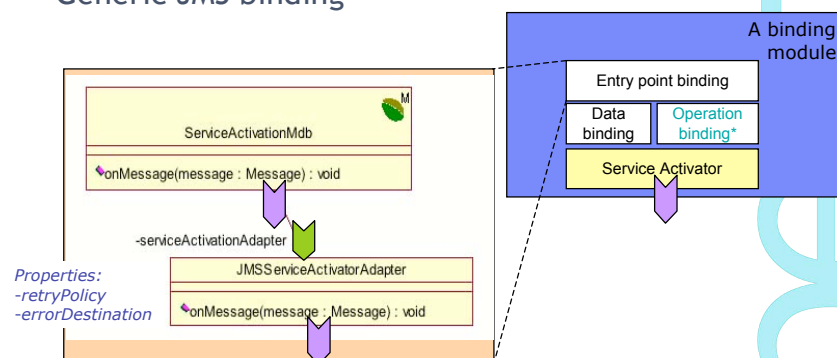 Generic JMS binding
A binding
module
Entry point binding
Data
binding
Operation
binding*
Service Activator
M
ServiceActivationMdb
onMessage(message : Message) : void
-serviceActivationAdapter
JMSServiceActivatorAdapter
onMessage(message : Message) : void
Properties:
-retryPolicy
-errorDestination